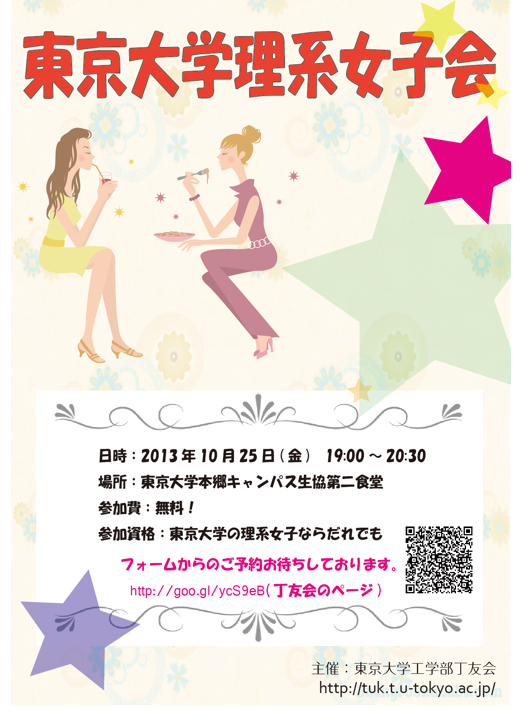 東京大学理系女子会
日時：2013年10月25日(金) 19:00～20:30
場所：東京大学本郷キャンパス生協第二食堂
参加費：無料！
参加資格：東京大学の理系女子ならだれでも
フォームからのご予約お待ちしております。
http://goo.gl/ycS9eB(丁友会のページ)
主催：東京大学工学部丁友会
http://tuk.t.u-tokyo.ac.jp/